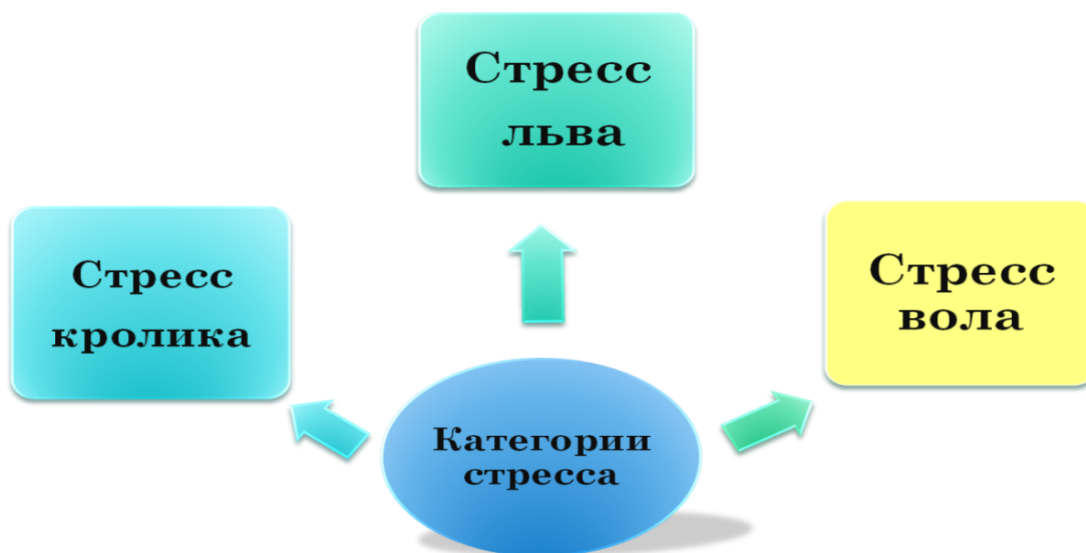 Стресс
льва
Стресс
кролика
Стресс
вола
Категории
стресса